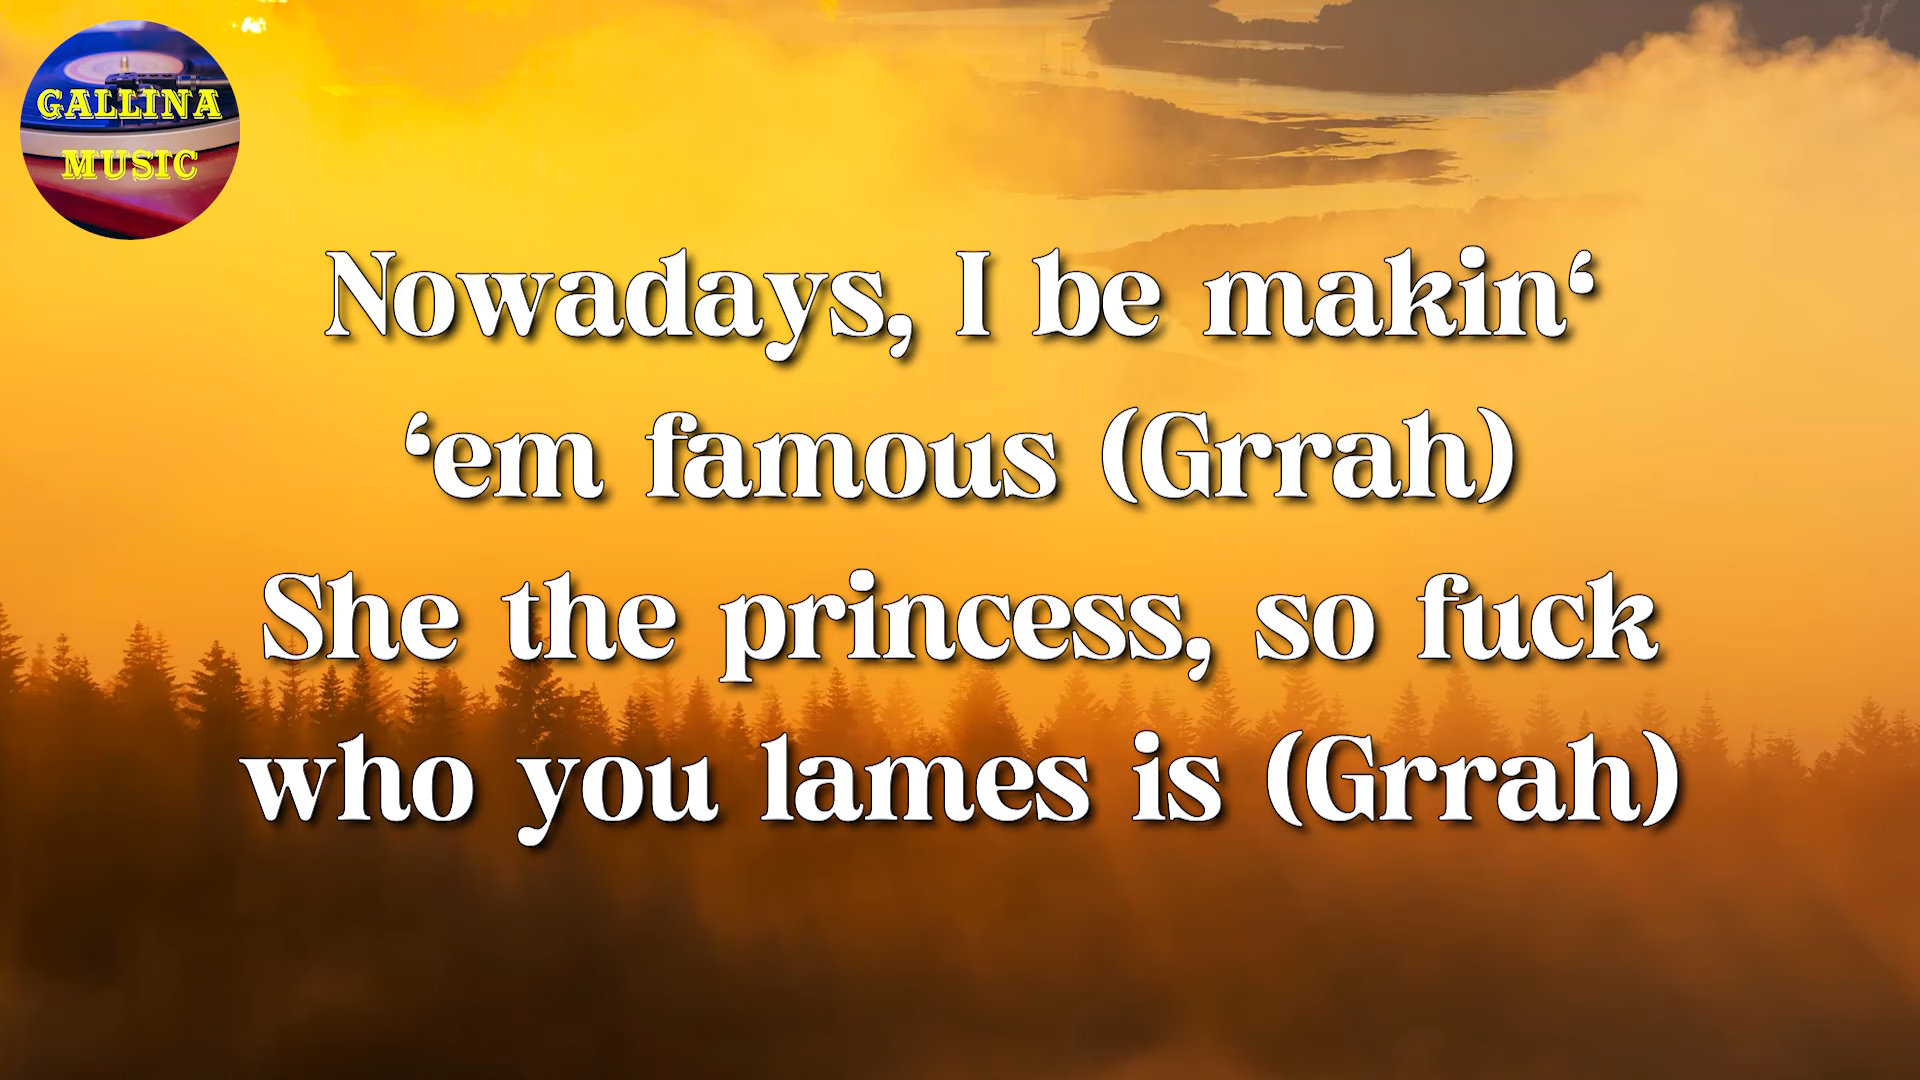 GALLINA
MUSIC
Nowadays, I be makin‘
‘em famous (Grrah)
She the princess, so fuck
who you lames is (Grrah)